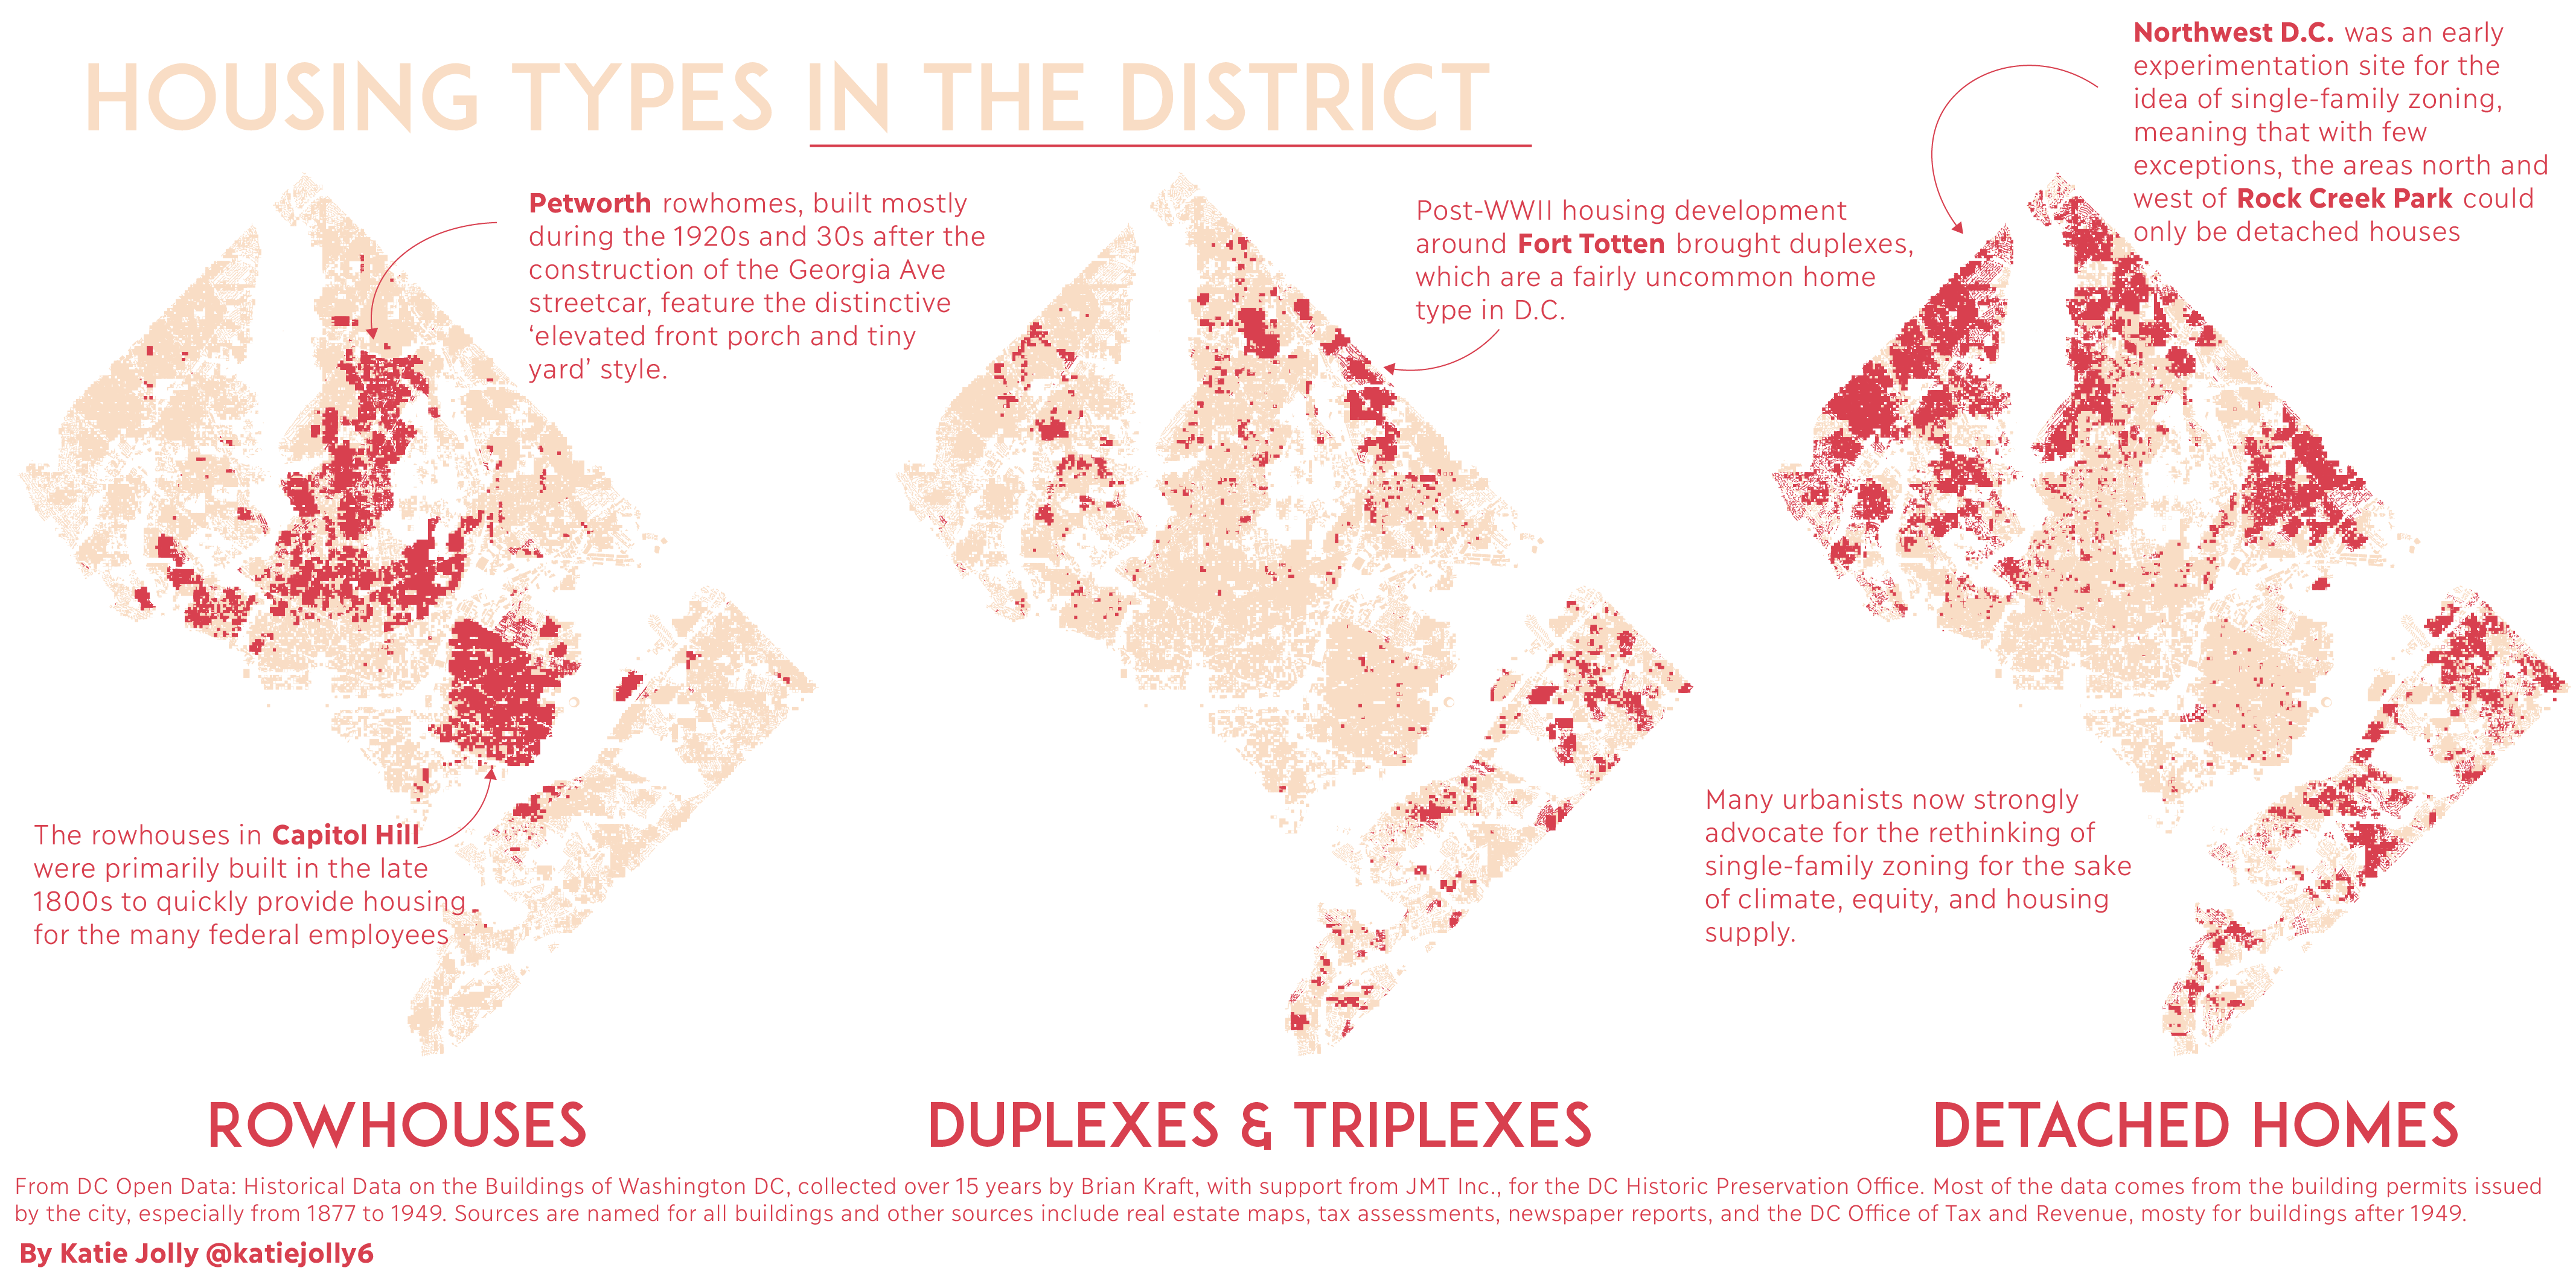 HOUSING TYPES IN THE DISTRICT
Petworth rowhomes, built mostly
during the 1920s and 30s after the
construction of the Georgia Ave
streetcar, feature the distinctive
‘elevated front porch and tiny
yard’ style.
Post-WWII housing development
around Fort Totten brought duplexes,
which are a fairly uncommon home
type in D.C.
Northwest D.C. was an early
experimentation site for the
idea of single-family zoning,
meaning that with few
exceptions, the areas north and
west of Rock Creek Park could
only be detached houses
The rowhouses in Capitol Hill
were primarily built in the late
1800s to quickly provide housing
for the many federal employees
Many urbanists now strongly
advocate for the rethinking of
single-family zoning for the sake
of climate, equity, and housing
supply.
ROWHOUSES
DUPLEXES & TRIPLEXES
DETACHED HOMES
From DC Open Data: Historical Data on the Buildings of Washington DC, collected over 15 years by Brian Kraft, with support from JMT Inc., for the DC Historic Preservation Office. Most of the data comes from the building permits issued
by the city, especially from 1877 to 1949. Sources are named for all buildings and other sources include real estate maps, tax assessments, newspaper reports, and the DC Office of Tax and Revenue, mosty for buildings after 1949.
By Katie Jolly @katiejolly6